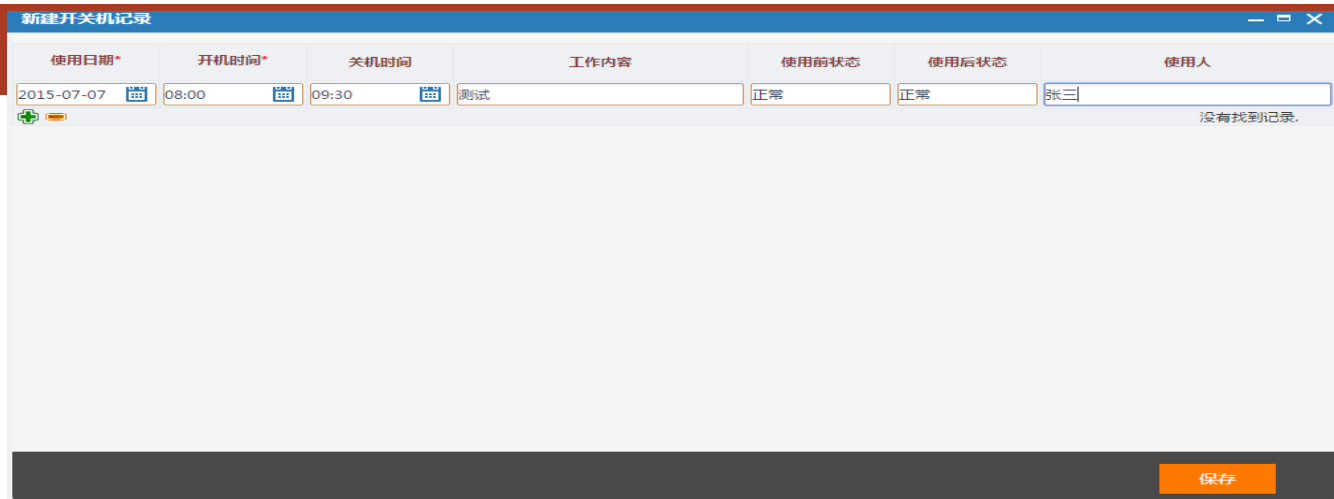 新建开关机记录
使用日期* 开机时间* 关机时间 工作内容 使用前状态 使用后状态 使用人
2015-07-07 08:00 09:30 测试 正常 正常 张三
没有找到记录.
保存